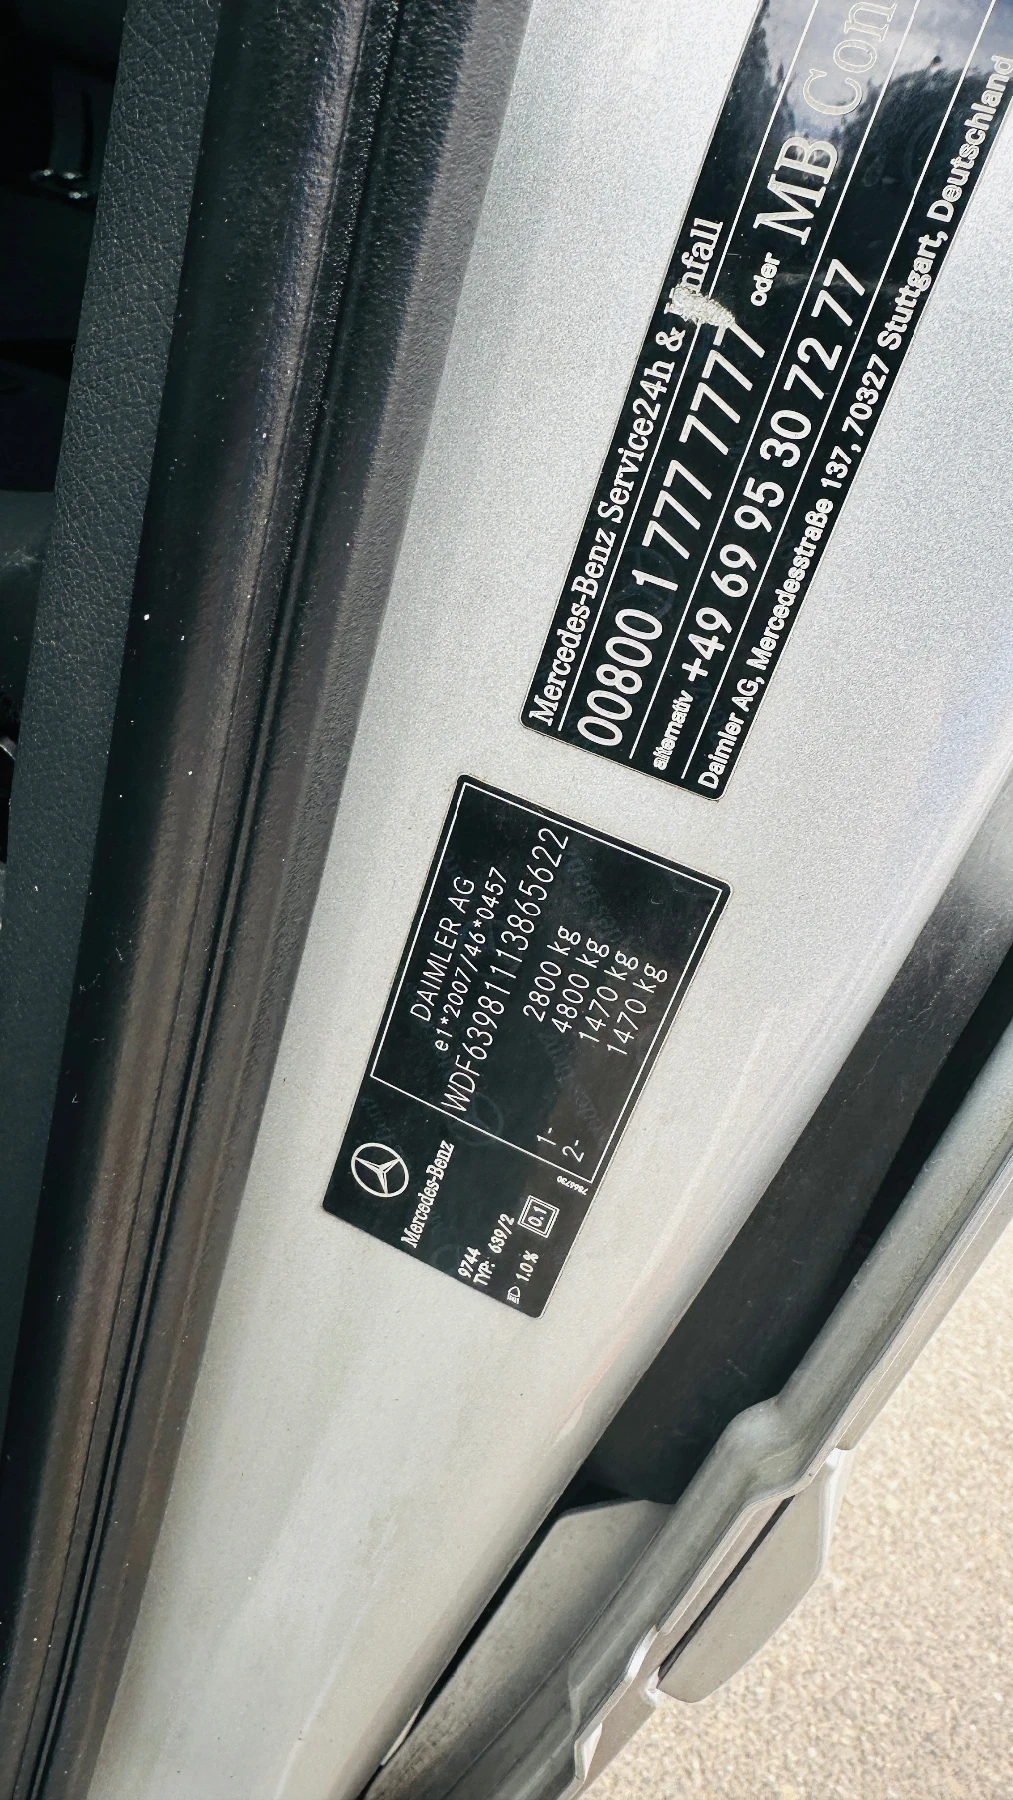 Mercedes-Benz Service24h & Unfall
00800 1 777 7777 oder MB Con
alternativ +49 69 95 30 72 77
Daimler AG, Mercedesstraße 137, 70327 Stuttgart, Deutschland
DAIMLER AG
e1*2007/46*0457
WDF63981113865622
2800 kg
4800 kg
1- 1470 kg
2- 1470 kg
Mercedes-Benz
9744
TYP: 639/2
1.0 % 0.1